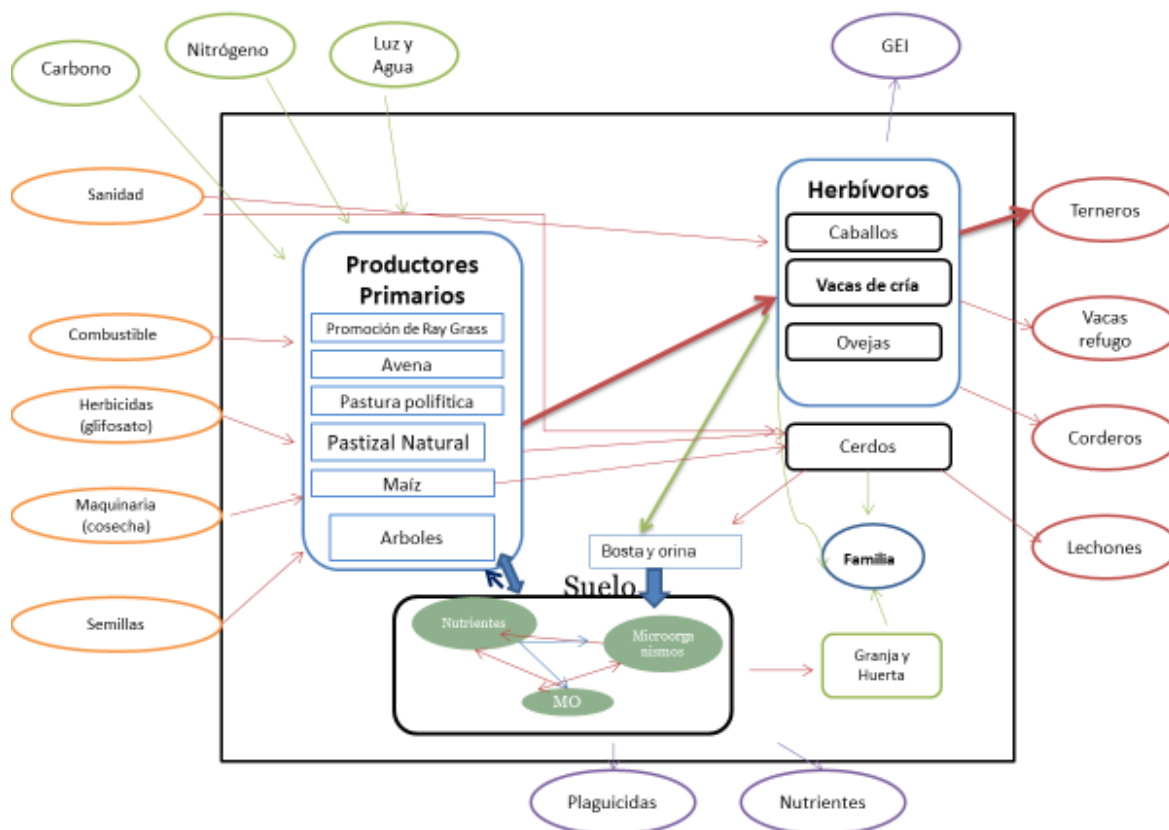 Carbono
Nitrógeno
Luz y
Agua
GEI
Sanidad
Combustible
Herbicidas
(glifosato)
Maquinaria
(cosecha)
Semillas
Productores
Primarios
Promoción de Ray Grass
Avena
Pastura polifítica
Pastizal Natural
Maíz
Arboles
Herbívoros
Caballos
Vacas de cría
Ovejas
Cerdos
Bosta y orina
Familia
Granja y
Huerta
Suelo
Nutrientes
Microorga
nismos
MO
Terneros
Vacas
refugo
Corderos
Lechones
Plaguicidas
Nutrientes